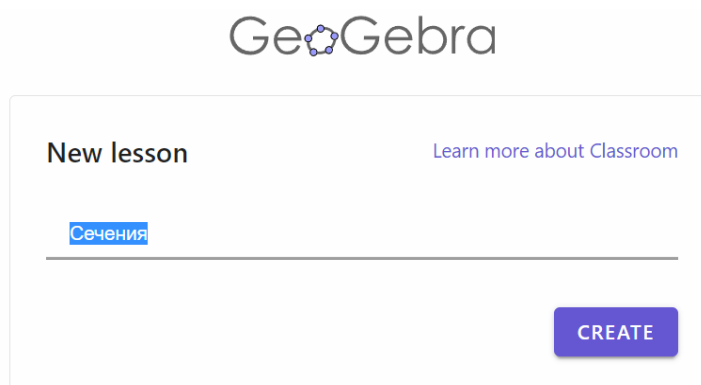 GeoGebra
New lesson
Learn more about Classroom
Сечения
CREATE